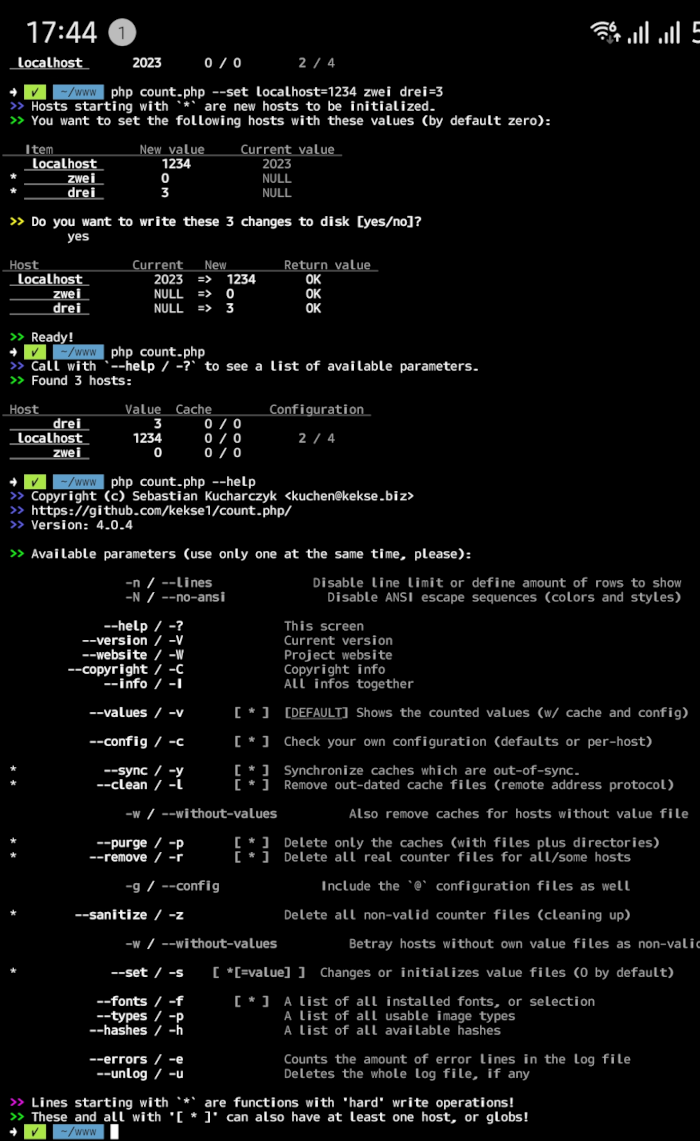 17:44 1
localhost 2023 0 / 0 2 / 4
➜ ✓ ~/www php count.php --set localhost=1234 zwei drei=3
>> Hosts starting with `*` are new hosts to be initialized.
>> You want to set the following hosts with these values (by default zero):
Item New value Current value
localhost 1234 2023
* zwei 0 NULL
* drei 3 NULL
>> Do you want to write these 3 changes to disk [yes/no]?
yes
Host Current New Return value
localhost 2023 => 1234 OK
zwei NULL => 0 OK
drei NULL => 3 OK
>> Ready!
➜ ✓ ~/www php count.php
>> Call with `--help / -?` to see a list of available parameters.
>> Found 3 hosts:
Host Value Cache Configuration
drei 3 0 / 0
localhost 1234 0 / 0 2 / 4
zwei 0 0 / 0
➜ ✓ ~/www php count.php --help
>> Copyright (c) Sebastian Kucharczyk <kuchen@kekse.biz>
>> https://github.com/kekse1/count.php/
>> Version: 4.0.4
>> Available parameters (use only one at the same time, please):
-n / --lines Disable line limit or define amount of rows to show
-N / --no-ansi Disable ANSI escape sequences (colors and styles)
--help / -? This screen
--version / -V Current version
--website / -W Project website
--copyright / -C Copyright info
--info / -I All infos together
--values / -v [ * ] [DEFAULT] Shows the counted values (w/ cache and config)
--config / -c [ * ] Check your own configuration (defaults or per-host)
* --sync / -y [ * ] Synchronize caches which are out-of-sync.
* --clean / -l [ * ] Remove out-dated cache files (remote address protocol)
-w / --without-values Also remove caches for hosts without value file
* --purge / -p [ * ] Delete only the caches (with files plus directories)
* --remove / -r [ * ] Delete all real counter files for all/some hosts
-g / --config Include the `@` configuration files as well
* --sanitize / -z Delete all non-valid counter files (cleaning up)
-w / --without-values Betray hosts without own value files as non-valid
* --set / -s [ *[=value] ] Changes or initializes value files (0 by default)
--fonts / -f [ * ] A list of all installed fonts, or selection
--types / -p A list of all usable image types
--hashes / -h A list of all available hashes
--errors / -e Counts the amount of error lines in the log file
--unlog / -u Deletes the whole log file, if any
>> Lines starting with `*` are functions with 'hard' write operations!
>> These and all with '[ * ]' can also have at least one host, or globs!
➜ ✓ ~/www